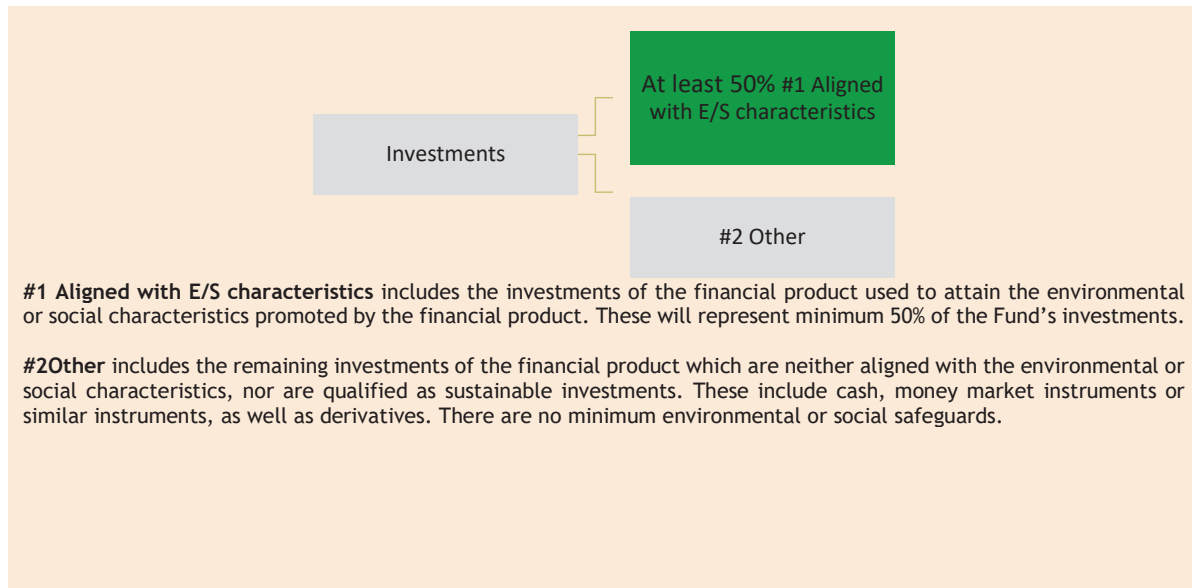 At least 50% #1 Aligned
with E/S characteristics
Investments
#2 Other
#1 Aligned with E/S characteristics includes the investments of the financial product used to attain the environmental
or social characteristics promoted by the financial product. These will represent minimum 50% of the Fund’s investments.
#2Other includes the remaining investments of the financial product which are neither aligned with the environmental or
social characteristics, nor are qualified as sustainable investments. These include cash, money market instruments or
similar instruments, as well as derivatives. There are no minimum environmental or social safeguards.